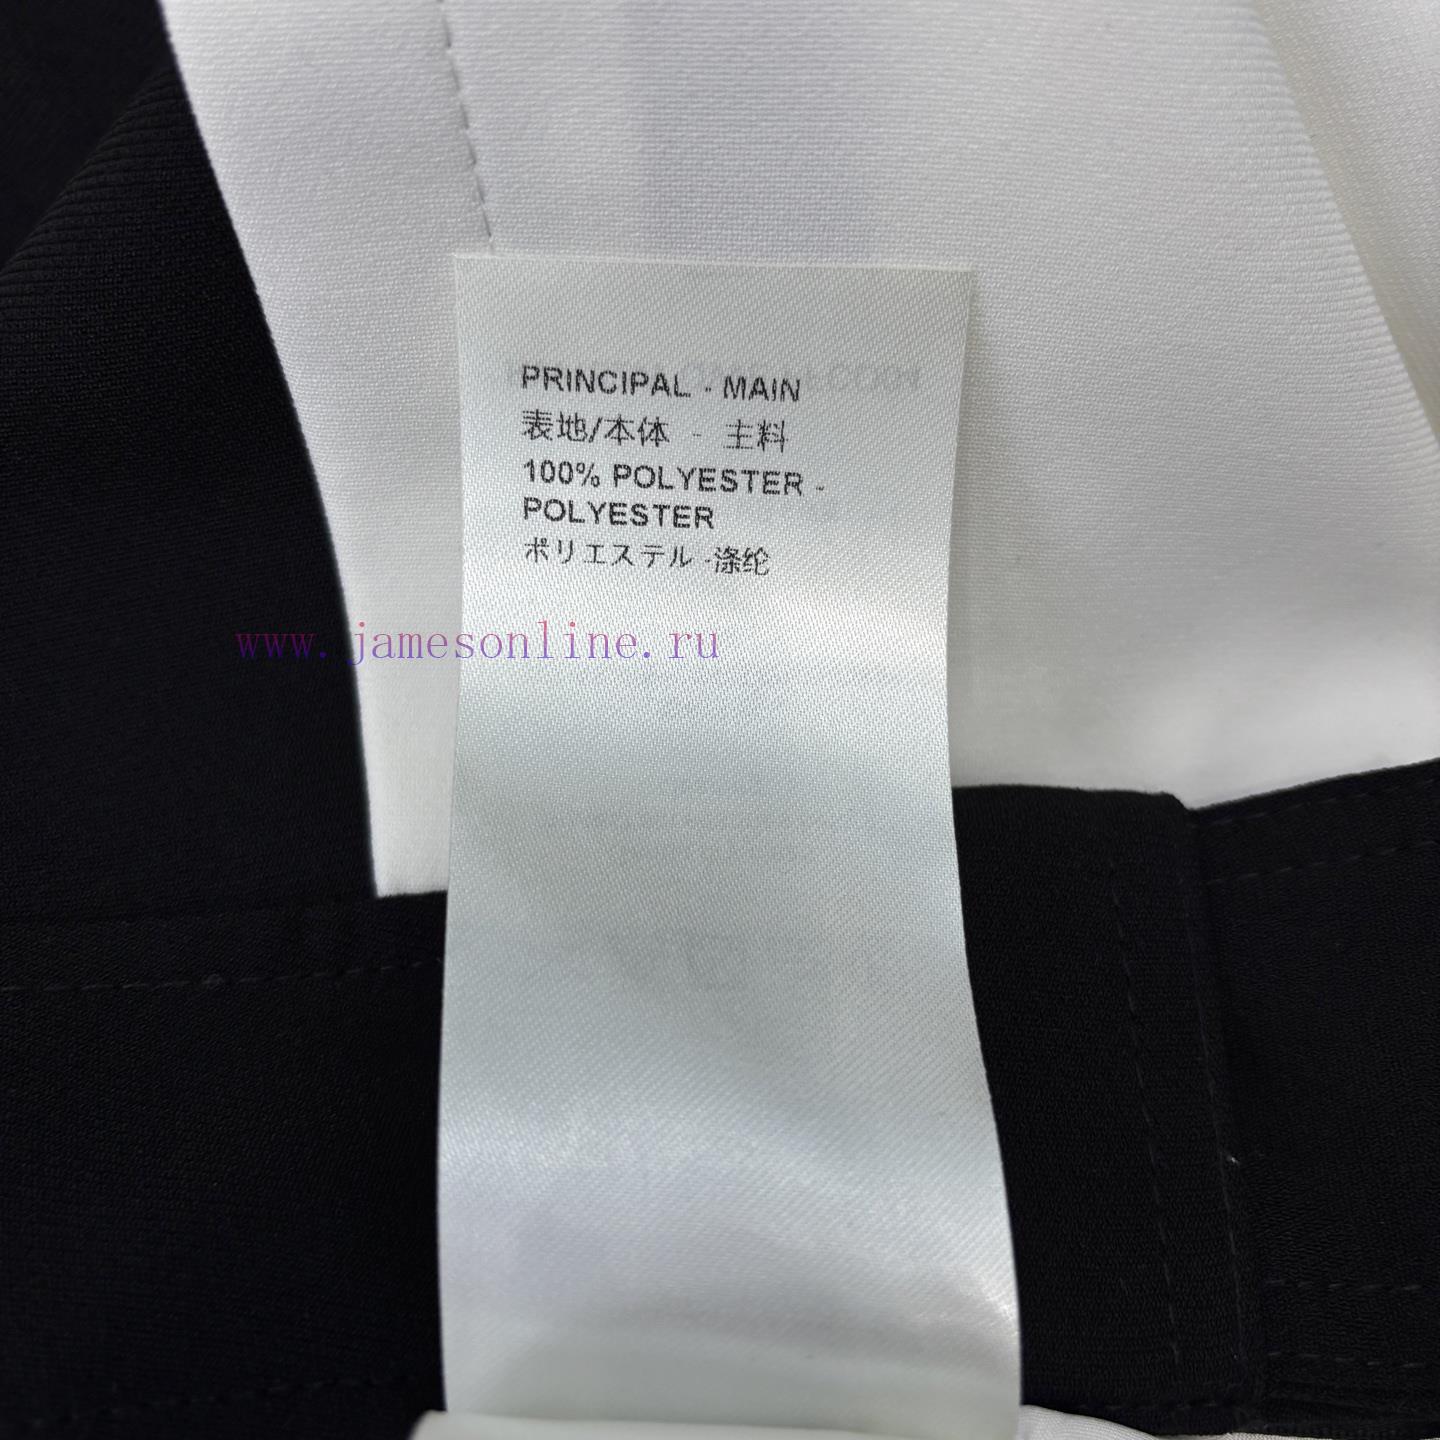 PRINCIPAL - MAIN
表地/本体 - 主料
100% POLYESTER -
POLYESTER
ポリエステル -涤纶
www.jamesonline.ru